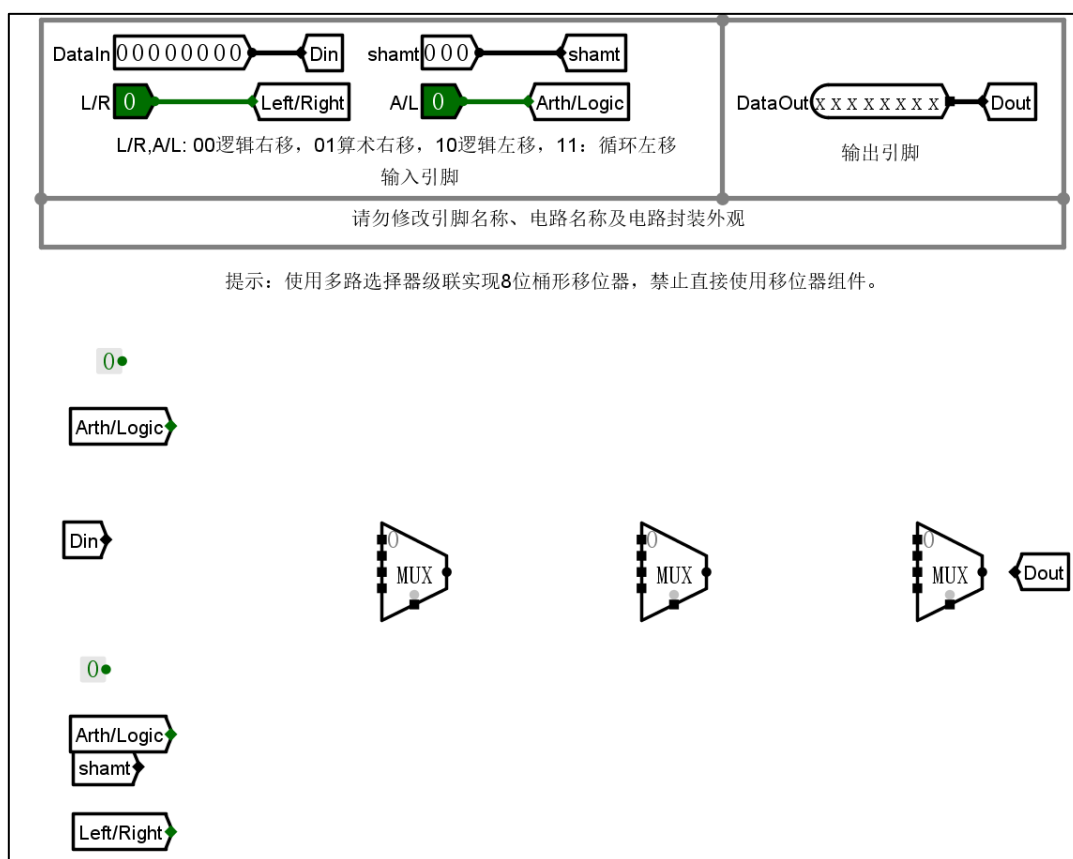 DataIn 00000000 Din shamt 000 shamt
L/R 0 Left/Right A/L 0 Arth/Logic
DataOut xxxxxxxx Dout
L/R,A/L: 00逻辑右移，01算术右移，10逻辑左移，11：循环左移
输入引脚
输出引脚
请勿修改引脚名称、电路名称及电路封装外观
提示：使用多路选择器级联实现8位桶形移位器，禁止直接使用移位器组件。
0
Arth/Logic
Din
0 MUX
0 MUX
0 MUX
Dout
0
Arth/Logic
shamt
Left/Right